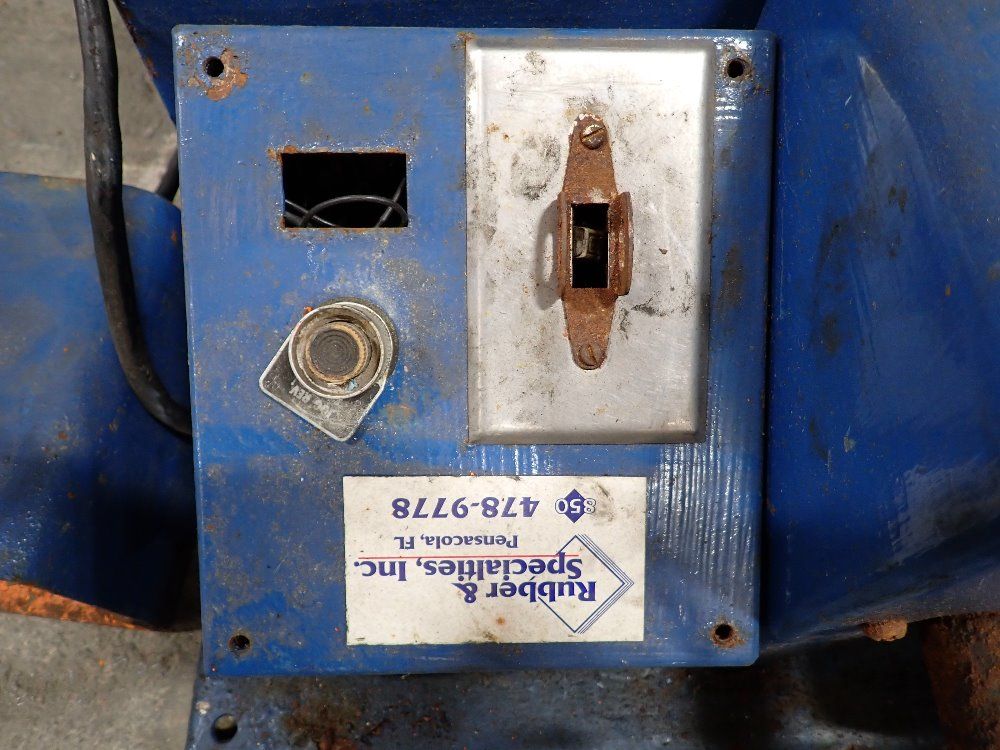 Rubber &
Specialties, Inc.
Pensacola, FL
850 478-9778